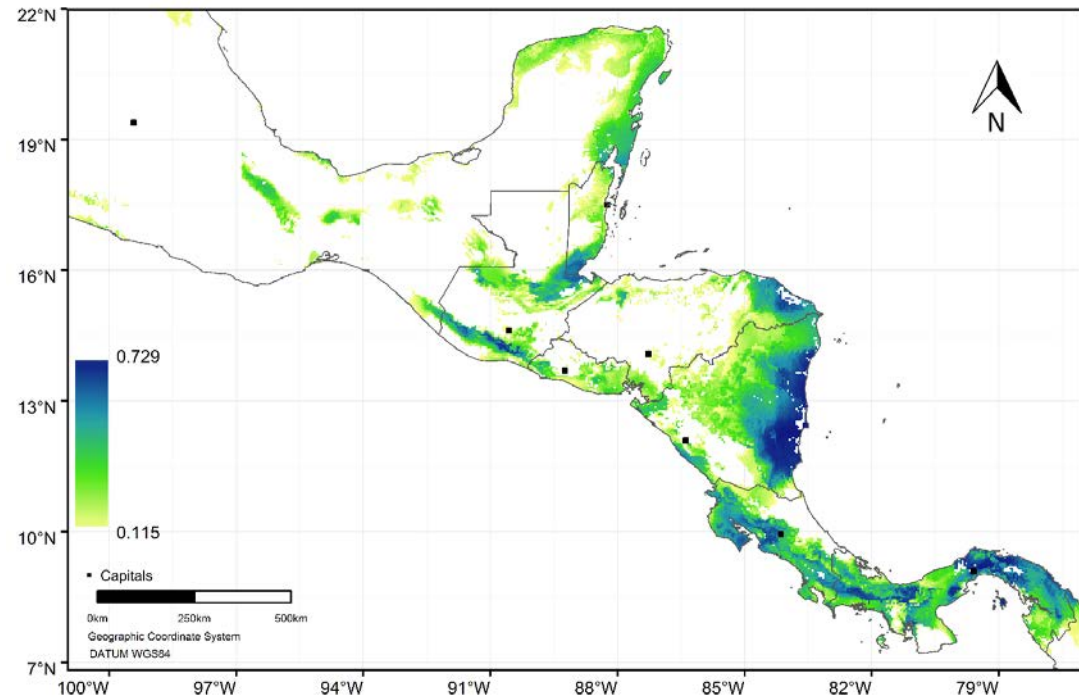 22°N
19°N
N
16°N
0.729
13°N
0.115
10°N
Capitals
0km 250km 500km
Geographic Coordinate System
DATUM WGS84
7°N
100°W 97°W 94°W 91°W 88°W 85°W 82°W 79°W